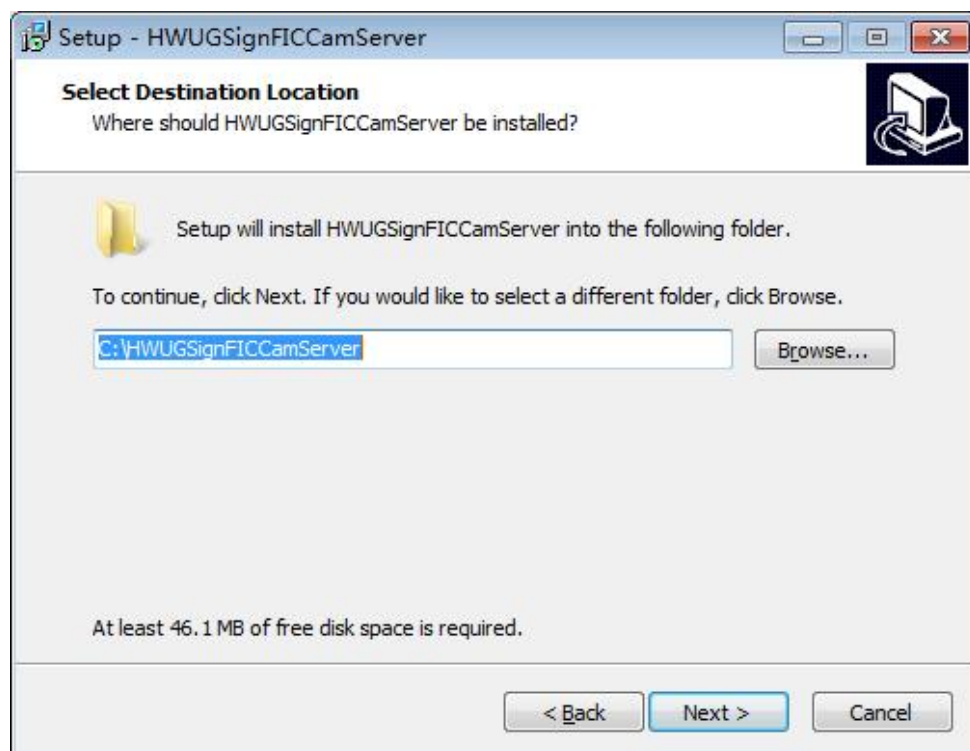 Setup - HWUGSignFICCamServer
Select Destination Location
Where should HWUGSignFICCamServer be installed?
Setup will install HWUGSignFICCamServer into the following folder.
To continue, click Next. If you would like to select a different folder, click Browse.
C:\HWUGSignFICCamServer
Browse...
At least 46.1 MB of free disk space is required.
< Back
Next >
Cancel